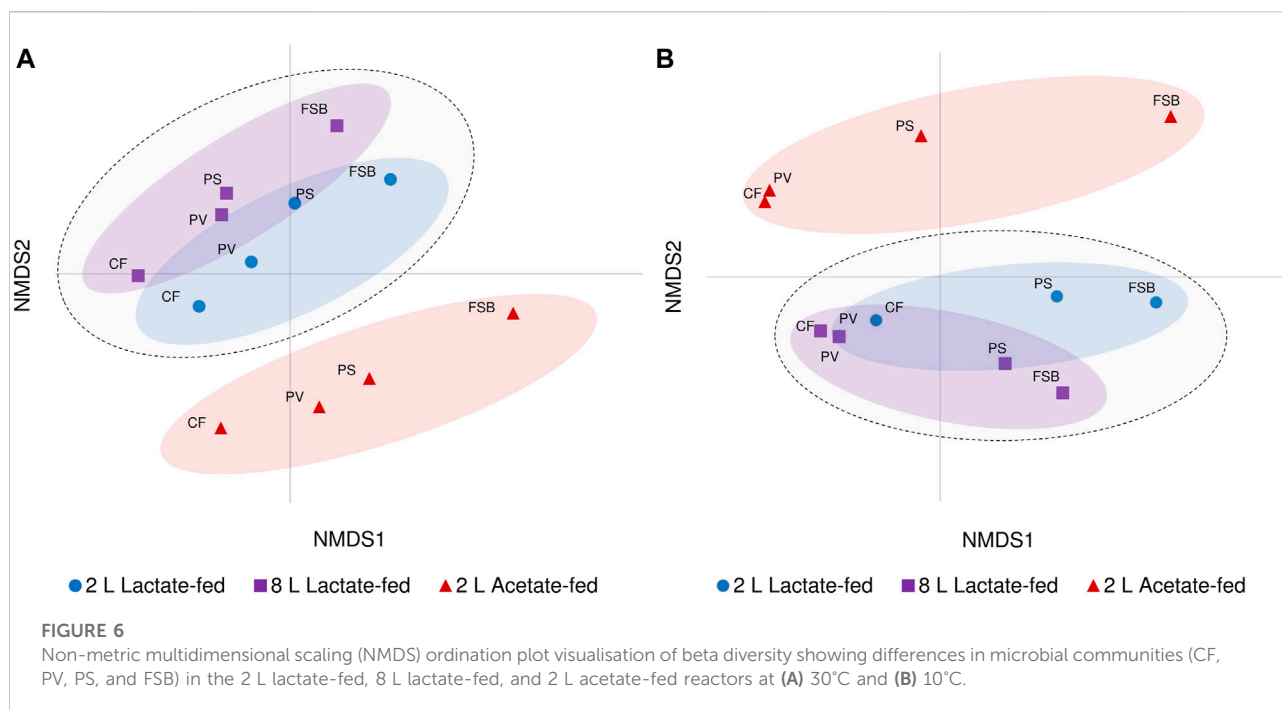 A
FSB
PS
FSB
PS
PV
PV
CF
CF
FSB
PS
PV
CF
NMDS2
NMDS1
B
FSB
PS
PV
CF
PS
FSB
CF
PV
CF
PV
PS
FSB
NMDS2
NMDS1
2 L Lactate-fed 8 L Lactate-fed 2 L Acetate-fed
2 L Lactate-fed 8 L Lactate-fed 2 L Acetate-fed
FIGURE 6
Non-metric multidimensional scaling (NMDS) ordination plot visualisation of beta diversity showing differences in microbial communities (CF,
PV, PS, and FSB) in the 2 L lactate-fed, 8 L lactate-fed, and 2 L acetate-fed reactors at (A) 30°C and (B) 10°C.